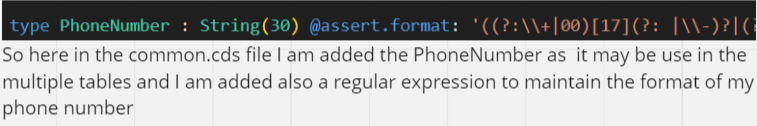 type PhoneNumber : String(30) @assert.format: '((?:\\+|00)[17](?: |\\-)?|(?
So here in the common.cds file I am added the PhoneNumber as it may be use in the
multiple tables and I am added also a regular expression to maintain the format of my
phone number